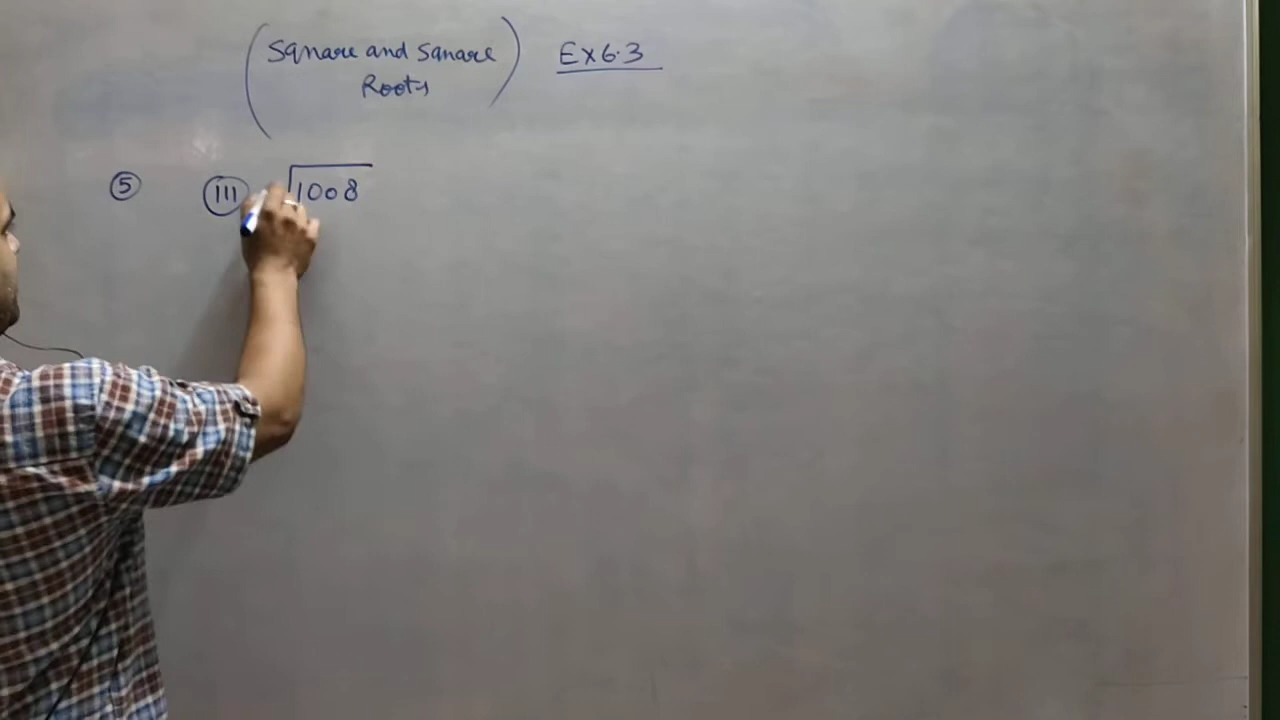 (Square and Square Roots) Ex 6.3
⑤ (iii) √1008